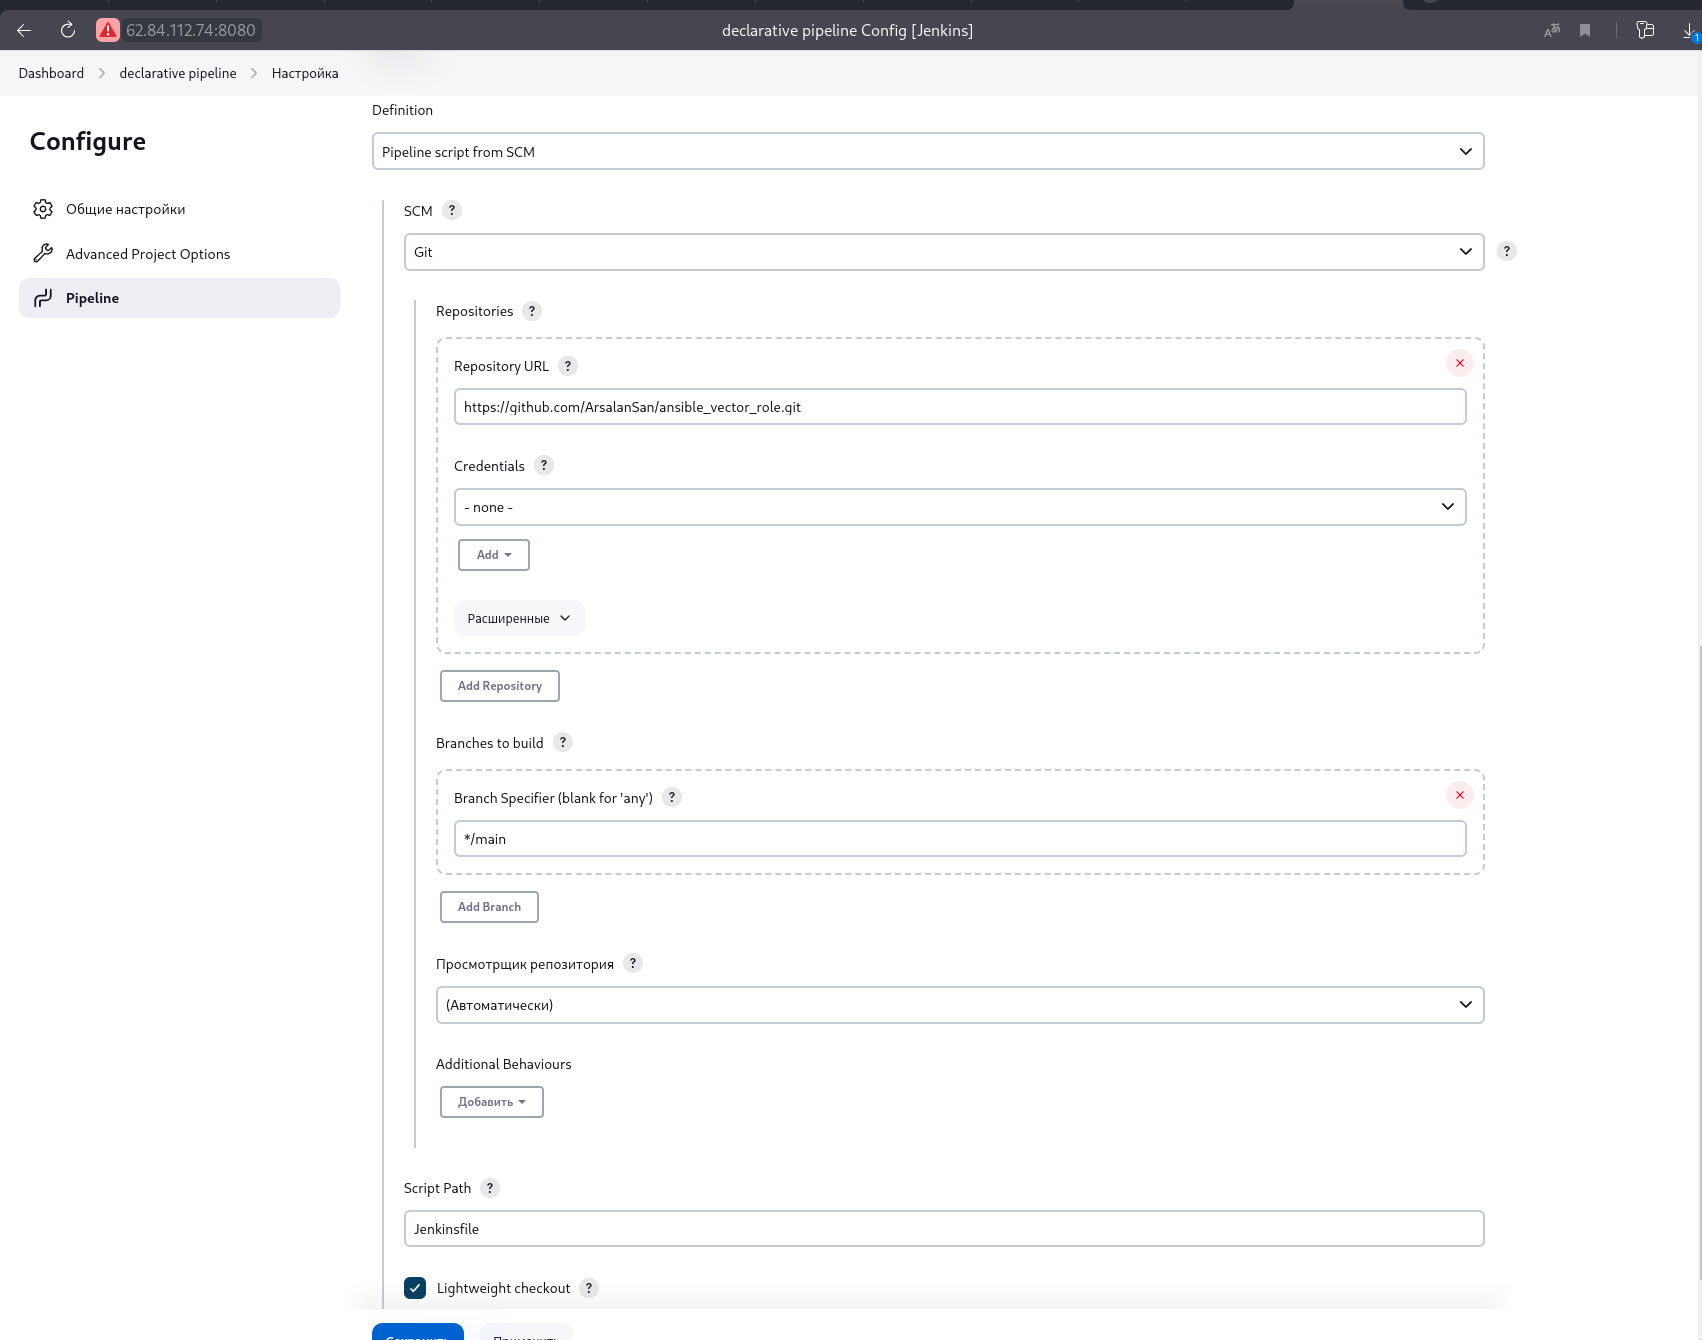 62.84.112.74:8080
declarative pipeline Config [Jenkins]
1
Dashboard > declarative pipeline > Настройка
Configure
Общие настройки
Advanced Project Options
Pipeline
Definition
Pipeline script from SCM
SCM ?
Git
?
Repositories ?
Repository URL ?
https://github.com/ArsalanSan/ansible_vector_role.git
Credentials ?
- none -
Add
Расширенные
Add Repository
Branches to build ?
Branch Specifier (blank for 'any') ?
*/main
Add Branch
Просмотрщик репозитория ?
(Автоматически)
Additional Behaviours
Добавить
Script Path ?
Jenkinsfile
Lightweight checkout ?
Сохранить
Применить